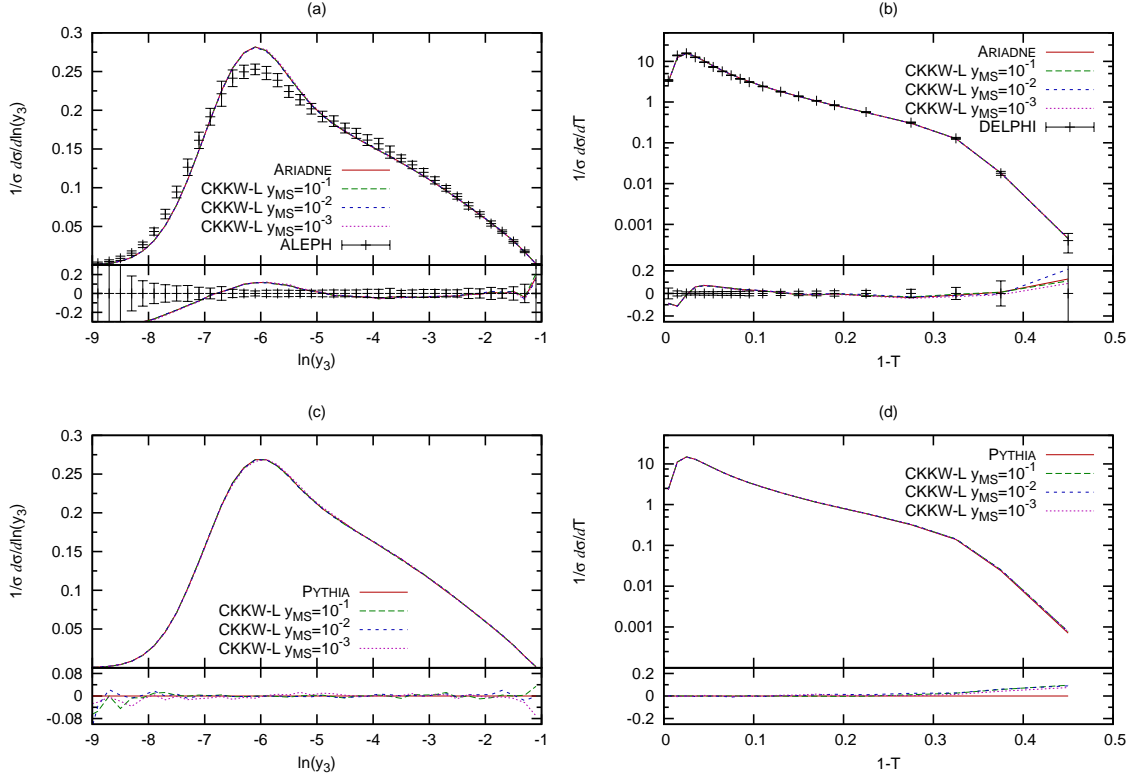 (a)
0.3
0.25
0.2
0.15
0.1
0.05
1/σ dσ/dln(y3)
ARIADNE
CKKW-L yMS=10-1
CKKW-L yMS=10-2
CKKW-L yMS=10-3
ALEPH
0.2
0
-0.2
-9 -8 -7 -6 -5 -4 -3 -2 -1
ln(y3)
(b)
10
1
0.1
0.01
0.001
1/σ dσ/dT
ARIADNE
CKKW-L yMS=10-1
CKKW-L yMS=10-2
CKKW-L yMS=10-3
DELPHI
0.2
0
-0.2
0 0.1 0.2 0.3 0.4 0.5
1-T
(c)
0.3
0.25
0.2
0.15
0.1
0.05
1/σ dσ/dln(y3)
PYTHIA
CKKW-L yMS=10-1
CKKW-L yMS=10-2
CKKW-L yMS=10-3
0.08
0
-0.08
-9 -8 -7 -6 -5 -4 -3 -2 -1
ln(y3)
(d)
10
1
0.1
0.01
0.001
1/σ dσ/dT
PYTHIA
CKKW-L yMS=10-1
CKKW-L yMS=10-2
CKKW-L yMS=10-3
0.2
0
-0.2
0 0.1 0.2 0.3 0.4 0.5
1-T